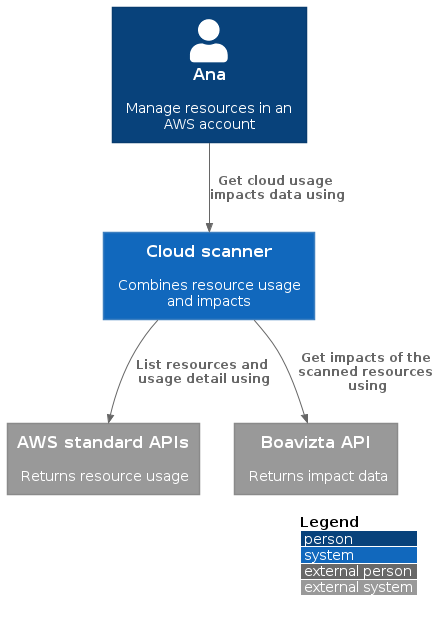 Ana
Manage resources in an
AWS account
Get cloud usage
impacts data using
Cloud scanner
Combines resource usage
and impacts
List resources and
usage detail using
Get impacts of the
scanned resources
using
AWS standard APIs
Returns resource usage
Boavizta API
Returns impact data
Legend
person
system
external person
external system